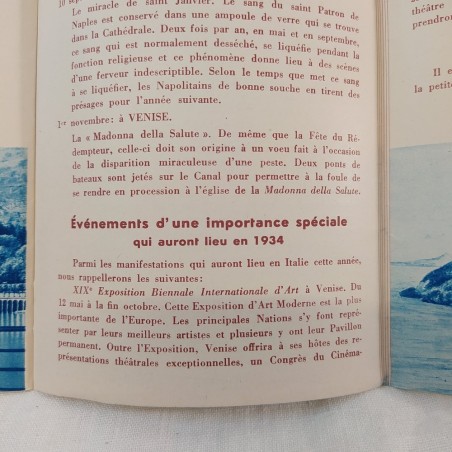 10 sep
Le miracle de saint Janvier. Le sang du saint Patron de
Naples est conservé dans une ampoule de verre qui se trouve
dans la Cathédrale. Deux fois par an, en mai et en septembre,
ce sang qui est normalement desséché, se liquéfie pendant la
fonction religieuse et ce phénomène donne lieu à des scènes
d'une ferveur indescriptible. Selon le temps que met ce sang
à se liquéfier, les Napolitains de bonne souche en tirent des
présages pour l'année suivante.
1er novembre: à VENISE.
La « Madonna della Salute ». De même que la Fête du Ré-
dempteur, celle-ci doit son origine à un voeu fait à l'occasion
de la disparition miraculeuse d'une peste. Deux ponts de
bateaux sont jetés sur le Canal pour permettre à la foule de
se rendre en procession à l'église de la Madonna della Salute.
Événements d'une importance spéciale
qui auront lieu en 1934
Parmi les manifestations qui auront lieu en Italie cette année,
nous rappellerons les suivantes:
XIXe Exposition Biennale Internationale d'Art à Venise. Du
12 mai à la fin octobre. Cette Exposition d'Art Moderne est la plus
importante de l'Europe. Les principales Nations s'y font repré-
senter par leurs meilleurs artistes et plusieurs y ont leur Pavillon
permanent. Outre l'Exposition, Venise offrira à ses hôtes des re-
présentations théâtrales exceptionnelles, un Congrès du Cinéma-
théâtre
prendron
Il e
la petit